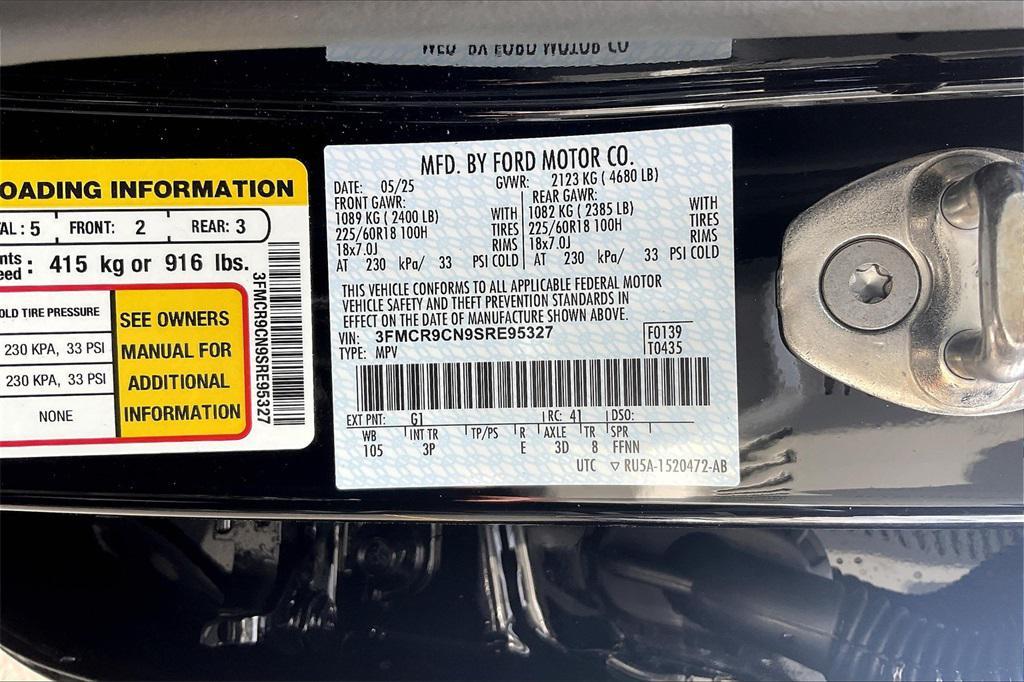 MFD. BY FORD MOTOR CO.
OADING INFORMATION
TAL : 5 FRONT: 2 REAR: 3
nts
eed : 415 kg or 916 lbs.
OLD TIRE PRESSURE
230 KPA, 33 PSI
230 KPA, 33 PSI
NONE
SEE OWNERS
MANUAL FOR
ADDITIONAL
INFORMATION
3FMCR9CN9SRE95327
MFD. BY FORD MOTOR CO.
DATE: 05/25 GVWR: 2123 KG ( 4680 LB)
FRONT GAWR: REAR GAWR:
1089 KG ( 2400 LB) WITH 1082 KG ( 2385 LB) WITH
225/60R18 100H TIRES 225/60R18 100H TIRES
18x7.0J RIMS 18x7.0J RIMS
AT 230 kPa/ 33 PSI COLD AT 230 kPa/ 33 PSI COLD
THIS VEHICLE CONFORMS TO ALL APPLICABLE FEDERAL MOTOR
VEHICLE SAFETY AND THEFT PREVENTION STANDARDS IN
EFFECT ON THE DATE OF MANUFACTURE SHOWN ABOVE.
VIN: 3FMCR9CN9SRE95327 F0139
TYPE: MPV T0435
EXT PNT: G1 RC: 41 DSO:
WB INT TR TP/PS R AXLE TR SPR
105 3P E 3D 8 FFNN
UTC ▽ RU5A-1520472-AB